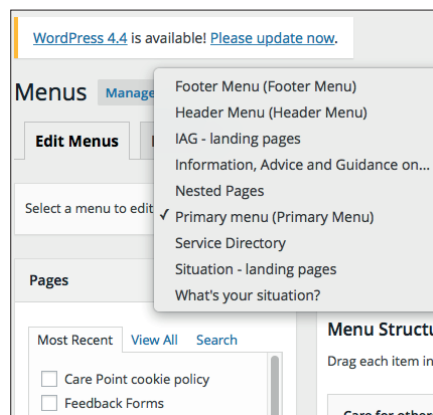 WordPress 4.4 is available! Please update now.
Menus Manage
Edit Menus
Select a menu to edit
Footer Menu (Footer Menu)
Header Menu (Header Menu)
IAG - landing pages
Information, Advice and Guidance on...
Nested Pages
✓ Primary menu (Primary Menu)
Service Directory
Situation - landing pages
What's your situation?
Pages
Most Recent View All Search
Care Point cookie policy
Feedback Forms
Menu Structu
Drag each item in
Care for other